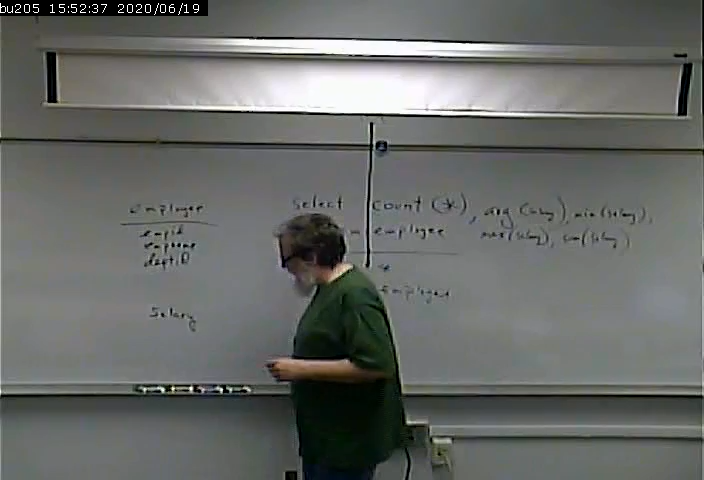 bu205 15:52:37 2020/06/19
employee
empid
empname
deptID
Salary
select count(*), avg(salary), min(salary),
employee max(salary), sum(salary)
*
employee